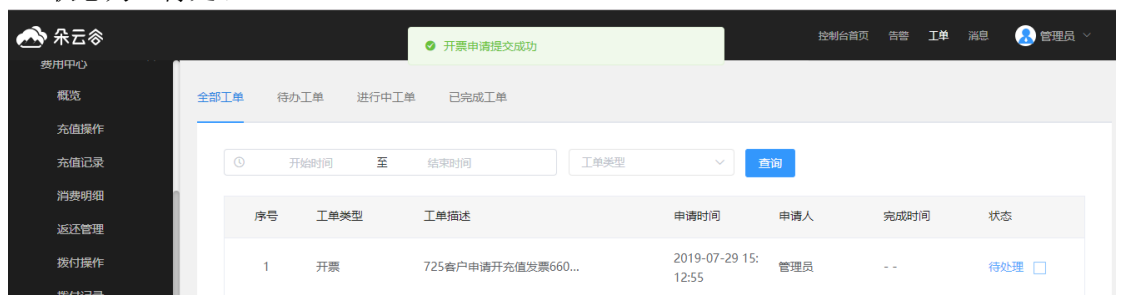 朵云谷
开票申请提交成功
控制台首页 告警 工单 消息 管理员
费用中心
概览
充值操作
充值记录
消费明细
返还管理
拨付操作
拨付记录
全部工单 待办工单 进行中工单 已完成工单
开始时间 至 结束时间 工单类型 查询
序号 工单类型 工单描述 申请时间 申请人 完成时间 状态
1 开票 725客户申请开充值发票660... 2019-07-29 15:12:55 管理员 - - 待处理